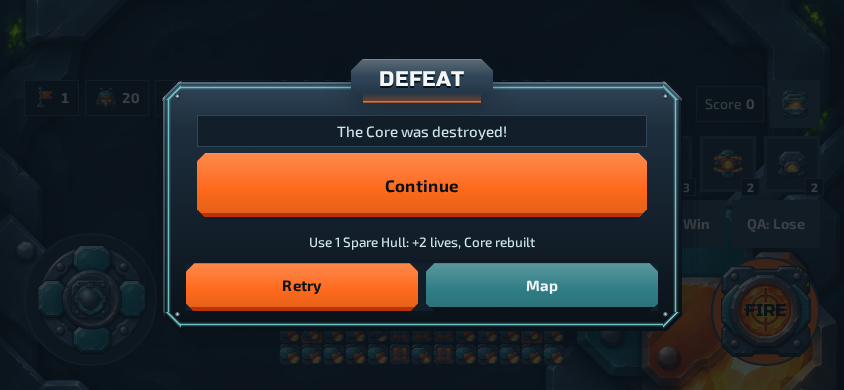 DEFEAT
1
20
Score 0
The Core was destroyed!
Continue
3
2
2
Win
QA: Lose
Use 1 Spare Hull: +2 lives, Core rebuilt
Retry
Map
FIRE